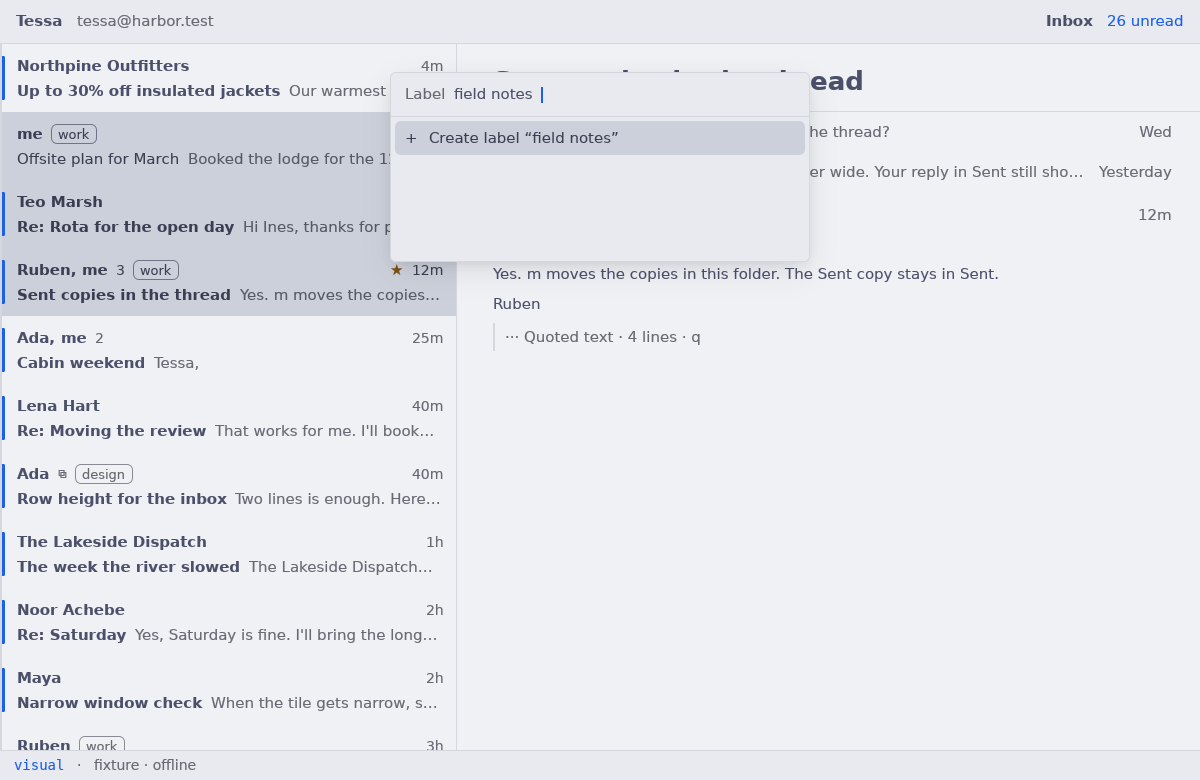 Tessa tessa@harbor.test Inbox 26 unread
Northpine Outfitters 4m
Up to 30% off insulated jackets Our warmest
me work
Offsite plan for March Booked the lodge for the
Teo Marsh
Re: Rota for the open day Hi Ines, thanks for
Ruben, me 3 work ★ 12m
Sent copies in the thread Yes. m moves the copies…
Ada, me 2 25m
Cabin weekend Tessa,
Lena Hart 40m
Re: Moving the review That works for me. I'll book…
Ada ⧉ design 40m
Row height for the inbox Two lines is enough. Here…
The Lakeside Dispatch 1h
The week the river slowed The Lakeside Dispatch…
Noor Achebe 2h
Re: Saturday Yes, Saturday is fine. I'll bring the long…
Maya 2h
Narrow window check When the tile gets narrow, s…
Ruben work 3h
Label field notes
+ Create label “field notes”
he thread? Wed
er wide. Your reply in Sent still sho… Yesterday
12m
Yes. m moves the copies in this folder. The Sent copy stays in Sent.
Ruben
··· Quoted text · 4 lines · q
visual · fixture · offline